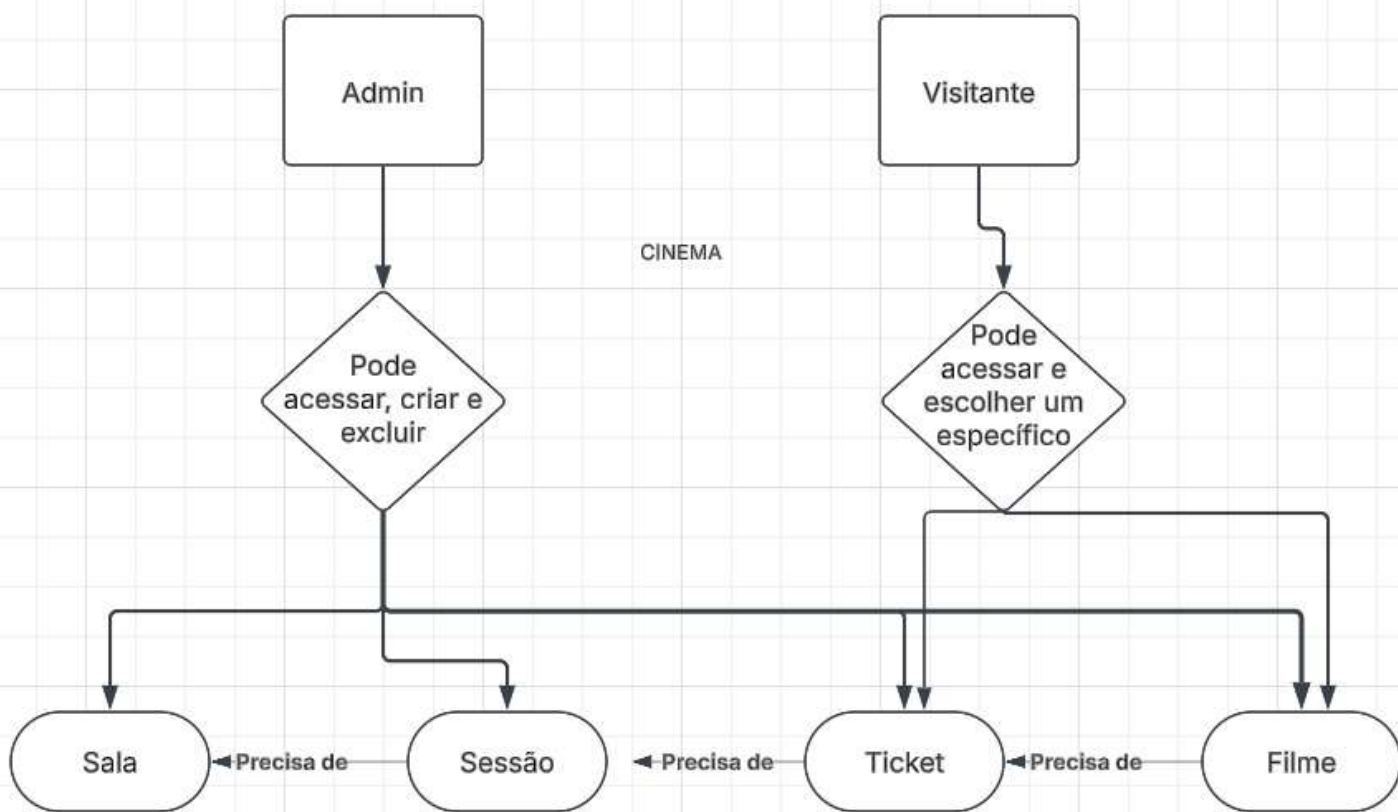 Admin
Visitante
CINEMA
Pode
acessar, criar e
excluir
Pode
acessar e
escolher um
específico
Sala
Precisa de
Sessão
Precisa de
Ticket
Precisa de
Filme